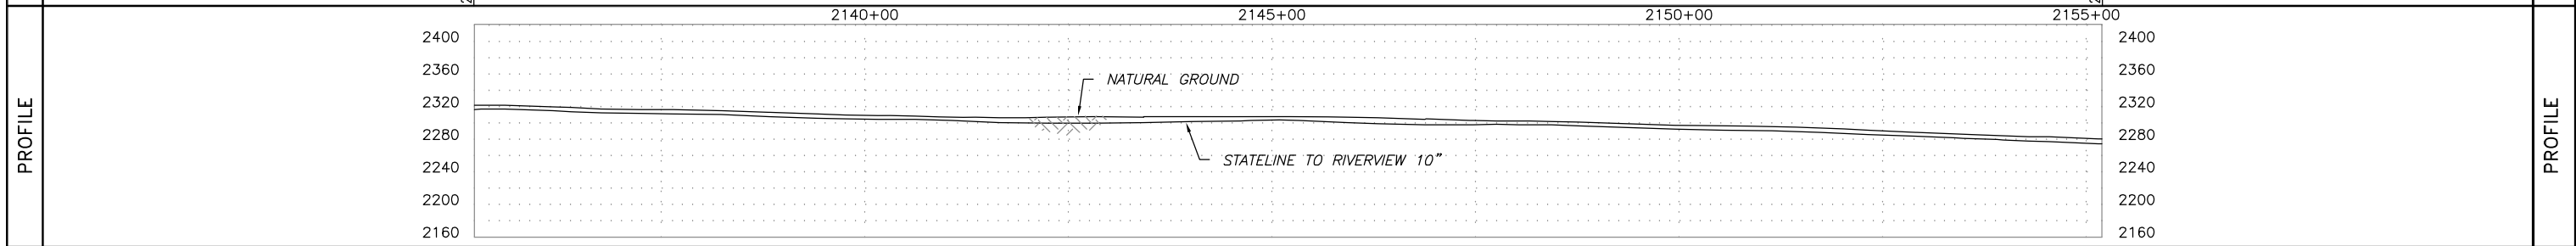 2140+00 2145+00 2150+00 2155+00
2400 2400
2360 2360
NATURAL GROUND
2320 2320
2280 2280
STATELINE TO RIVERVIEW 10"
2240 2240
2200 2200
2160 2160
PROFILE
PROFILE